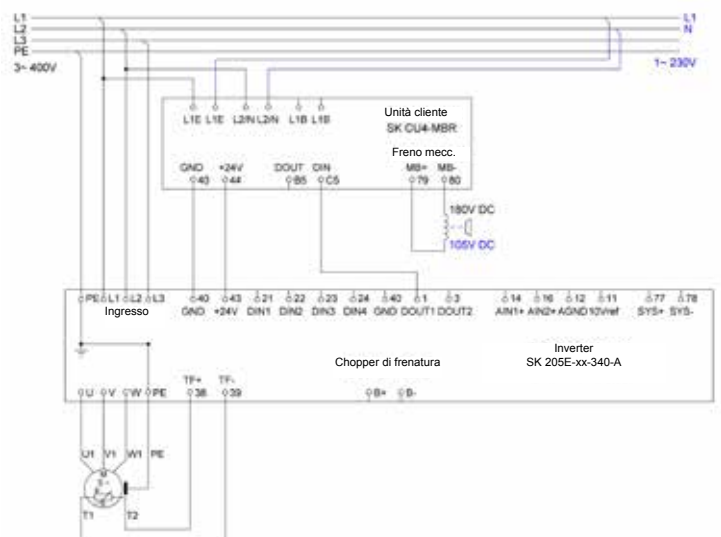 L1 L1
L2 N
L3
PE
3~ 400V 1~ 230V
Unità cliente
L1E L1E L2/N L2/N L1B L1B
SK CU4-MBR
Freno mecc.
GND +24V DOUT DIN MB+ MB-
43 44 B5 C5 79 80
180V DC
105V DC
PE L1 L2 L3 40 43 21 22 23 24 40 1 3 14 16 12 11 77 78
Ingresso GND +24V DIN1 DIN2 DIN3 DIN4 GND DOUT1 DOUT2 AIN1+ AIN2+ AGND 10Vref SYS+ SYS-
Inverter
Chopper di frenatura SK 205E-xx-340-A
TF+ TF-
U V W PE 38 39 B+ B-
U1 V1 W1 PE
T1 T2